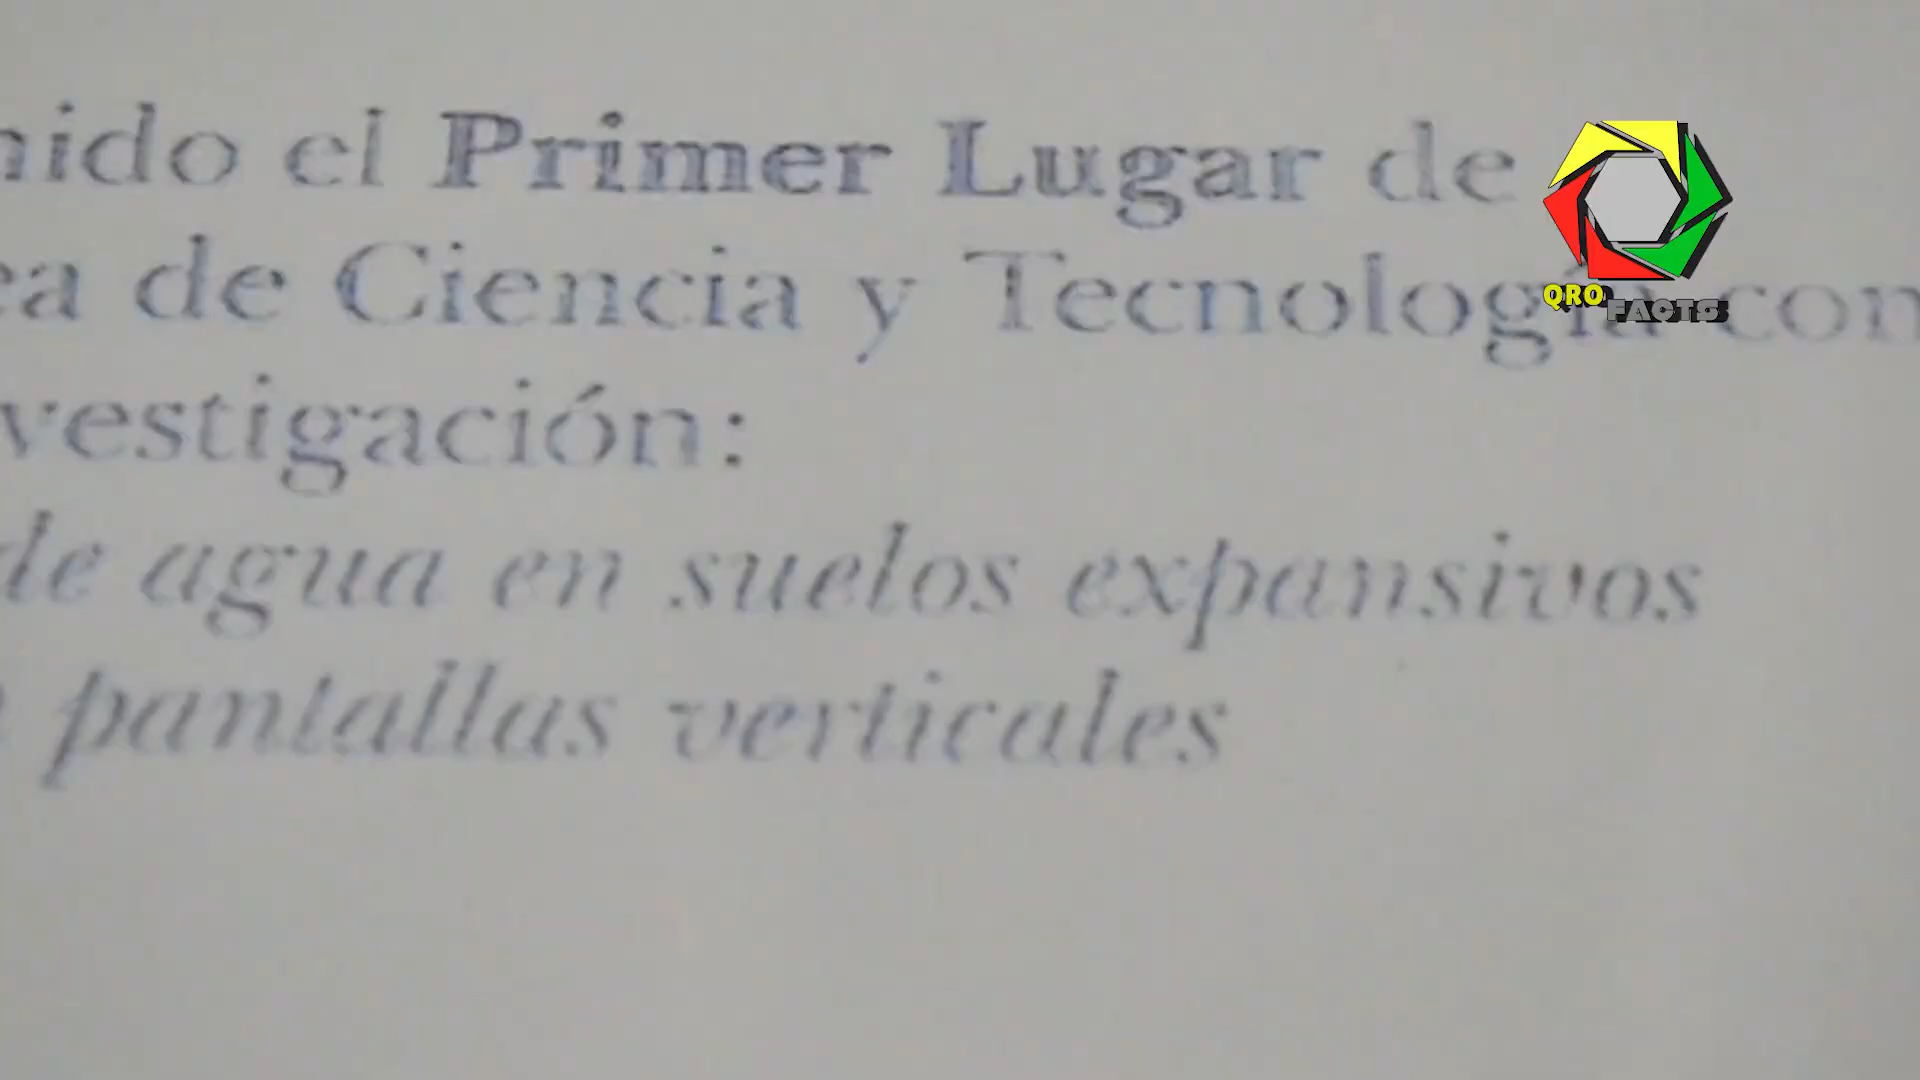 nido el Primer Lugar de
ea de Ciencia y Tecnología con
vestigación:
de agua en suelos expansivos
pantallas verticales
QRO
FACTS